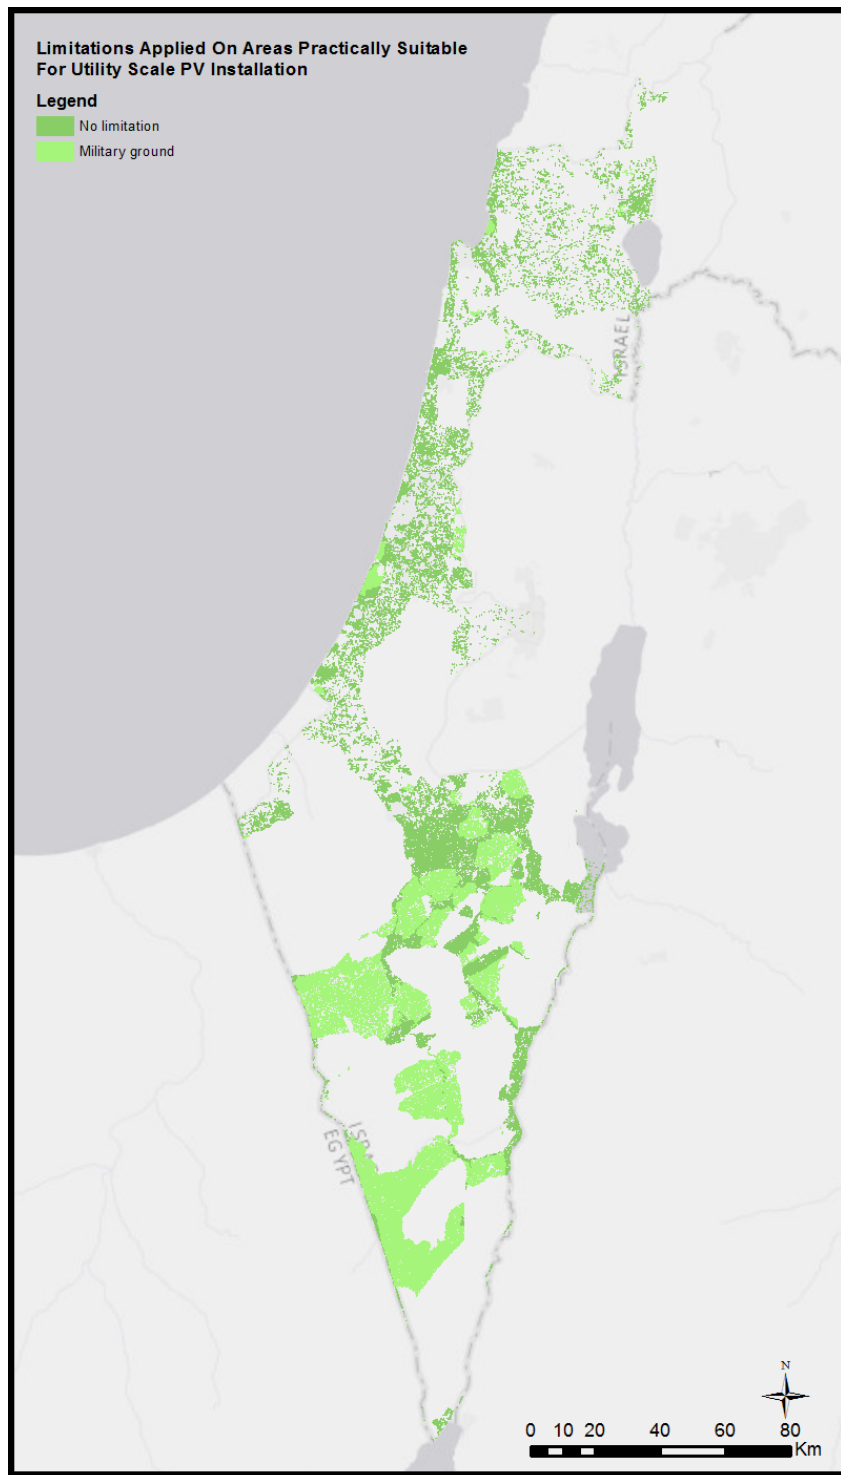 Limitations Applied On Areas Practically Suitable
For Utility Scale PV Installation
Legend
No limitation
Military ground
ISRAEL
EGYPT
N
0 10 20 40 60 80
Km